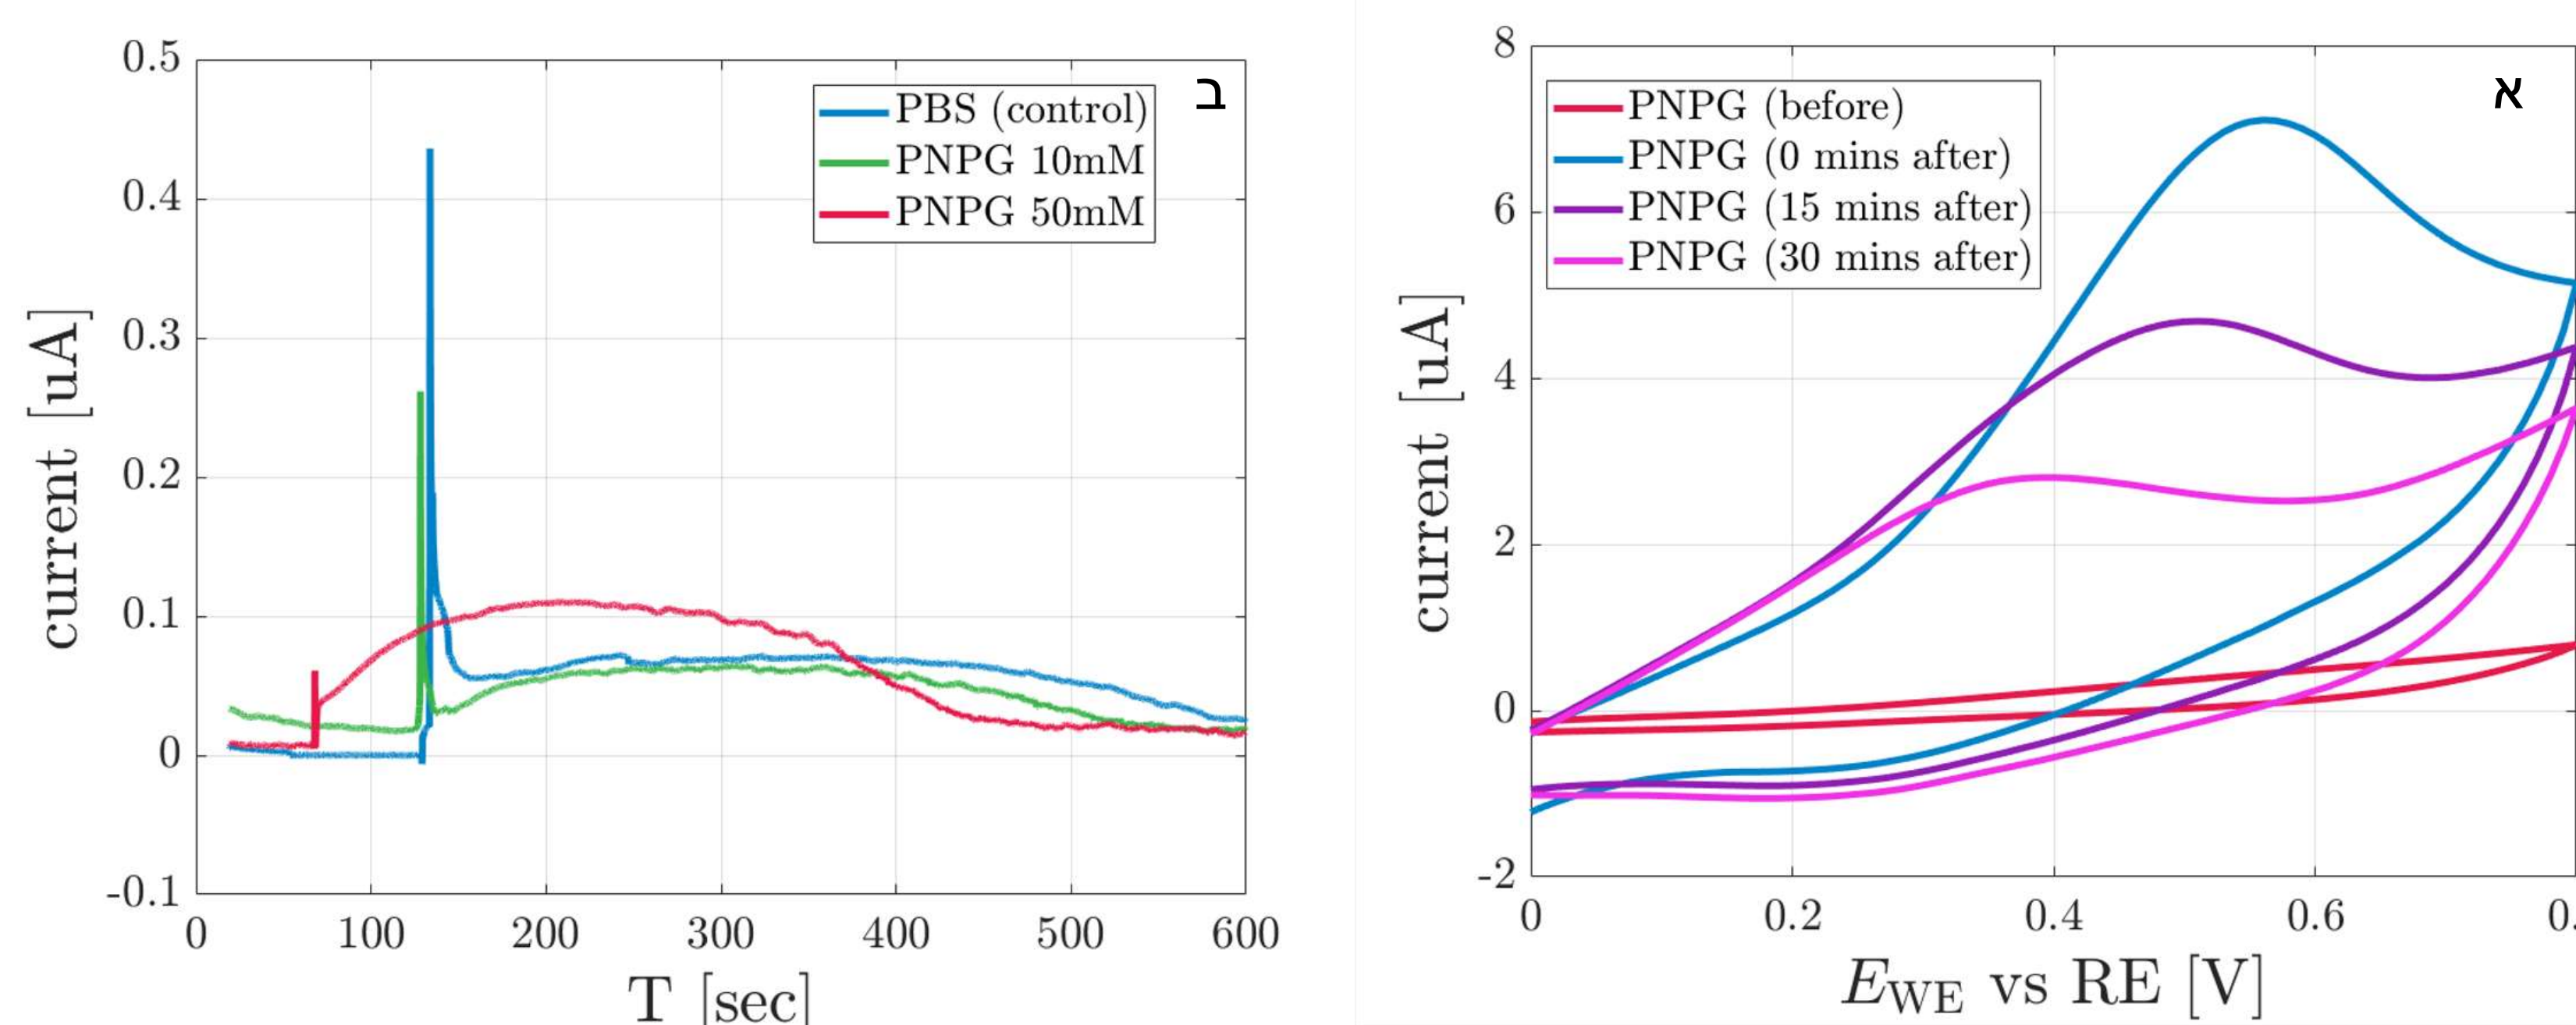 ב
0.5
0.4
0.3
0.2
0.1
0
-0.1
current [uA]
PBS (control)
PNPG 10mM
PNPG 50mM
0 100 200 300 400 500 600
T [sec]
א
8
6
4
2
0
-2
current [uA]
PNPG (before)
PNPG (0 mins after)
PNPG (15 mins after)
PNPG (30 mins after)
0 0.2 0.4 0.6 0.
E_WE vs RE [V]